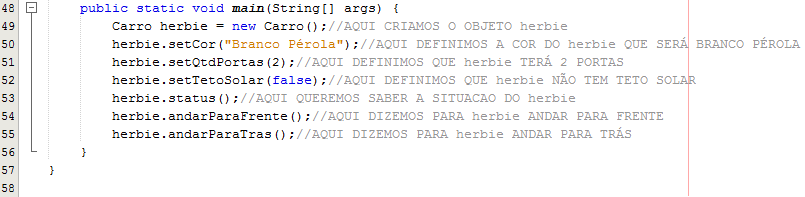 48 public static void main(String[] args) {
49 Carro herbie = new Carro();//AQUI CRIAMOS O OBJETO herbie
50 herbie.setCor("Branco Pérola");//AQUI DEFINIMOS A COR DO herbie QUE SERÁ BRANCO PÉROLA
51 herbie.setQtdPortas(2);//AQUI DEFINIMOS QUE herbie TERÁ 2 PORTAS
52 herbie.setTetoSolar(false);//AQUI DEFINIMOS QUE herbie NÃO TEM TETO SOLAR
53 herbie.status();//AQUI QUEREMOS SABER A SITUACAO DO herbie
54 herbie.andarParaFrente();//AQUI DIZEMOS PARA herbie ANDAR PARA FRENTE
55 herbie.andarParaTras();//AQUI DIZEMOS PARA herbie ANDAR PARA TRÁS
56 }
57 }
58